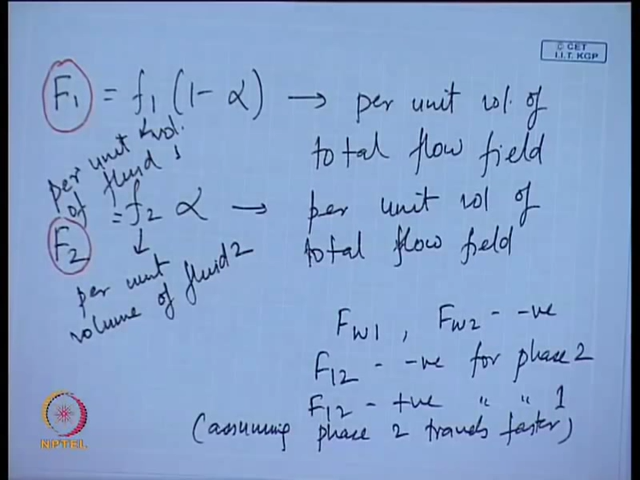 © CET
I.I.T. KGP
F₁ = f₁ (1 - α) → per unit vol. of
total flow field
per unit vol.
of fluid 1
F₂ = f₂ α → per unit vol of
total flow field
per unit
volume of fluid 2
F_W1 , F_W2 - -ve
F₁₂ - -ve for phase 2
F₁₂ - +ve " " 1
(assuming phase 2 travels faster)
NPTEL